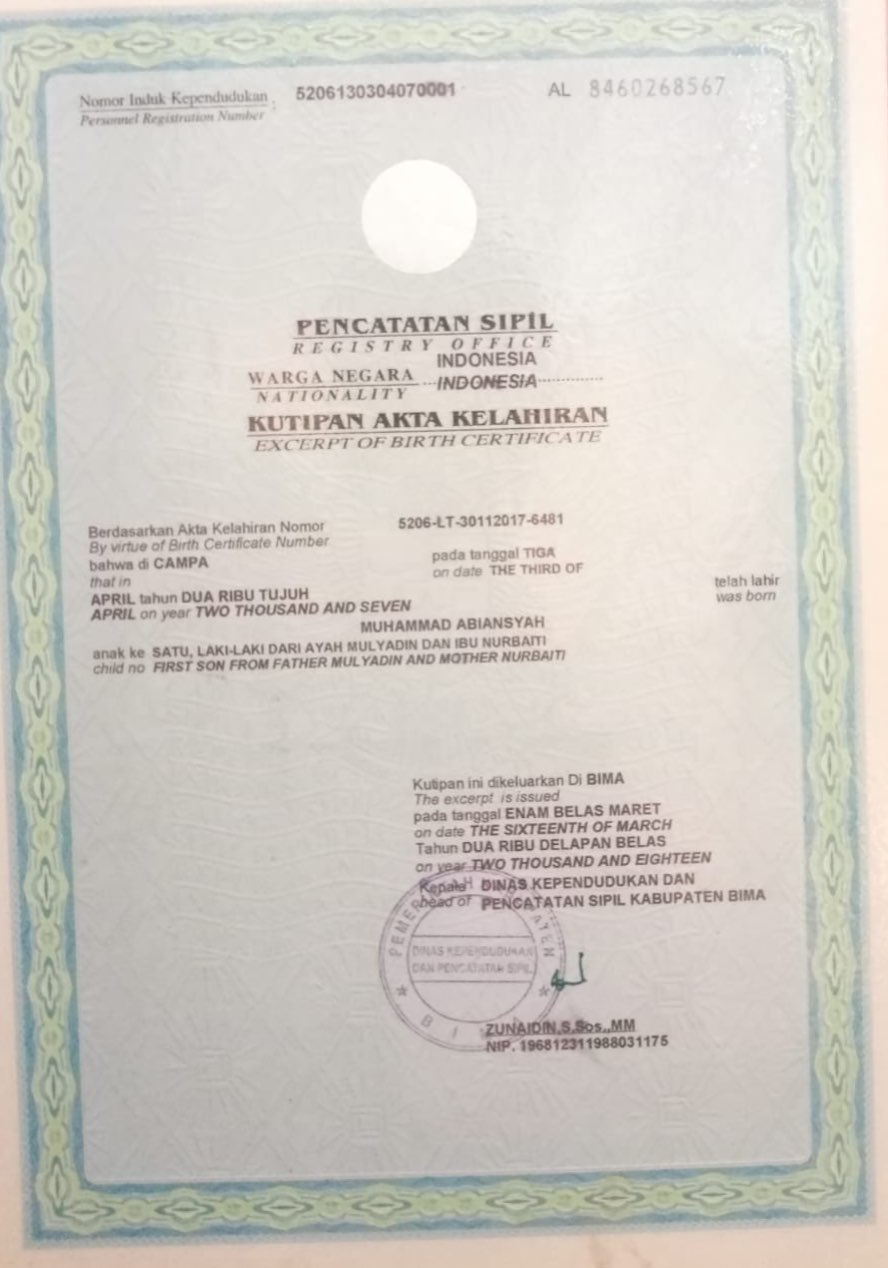 Nomor Induk Kependudukan : 5206130304070001 AL 8460268567
Personnel Registration Number
PENCATATAN SIPIL
REGISTRY OFFICE
INDONESIA
WARGA NEGARA INDONESIA
NATIONALITY
KUTIPAN AKTA KELAHIRAN
EXCERPT OF BIRTH CERTIFICATE
Berdasarkan Akta Kelahiran Nomor 5206-LT-30112017-6481
By virtue of Birth Certificate Number
bahwa di CAMPA pada tanggal TIGA
that in on date THE THIRD OF
APRIL tahun DUA RIBU TUJUH telah lahir
APRIL on year TWO THOUSAND AND SEVEN was born
MUHAMMAD ABIANSYAH
anak ke SATU, LAKI-LAKI DARI AYAH MULYADIN DAN IBU NURBAITI
child no FIRST SON FROM FATHER MULYADIN AND MOTHER NURBAITI
Kutipan ini dikeluarkan Di BIMA
The excerpt is issued
pada tanggal ENAM BELAS MARET
on date THE SIXTEENTH OF MARCH
Tahun DUA RIBU DELAPAN BELAS
on year TWO THOUSAND AND EIGHTEEN
Kepala DINAS KEPENDUDUKAN DAN
head of PENCATATAN SIPIL KABUPATEN BIMA
DINAS KEPENDUDUKAN
DAN PENCATATAN SIPIL
ZUNAIDIN,S.Sos.,MM
NIP. 196812311988031175